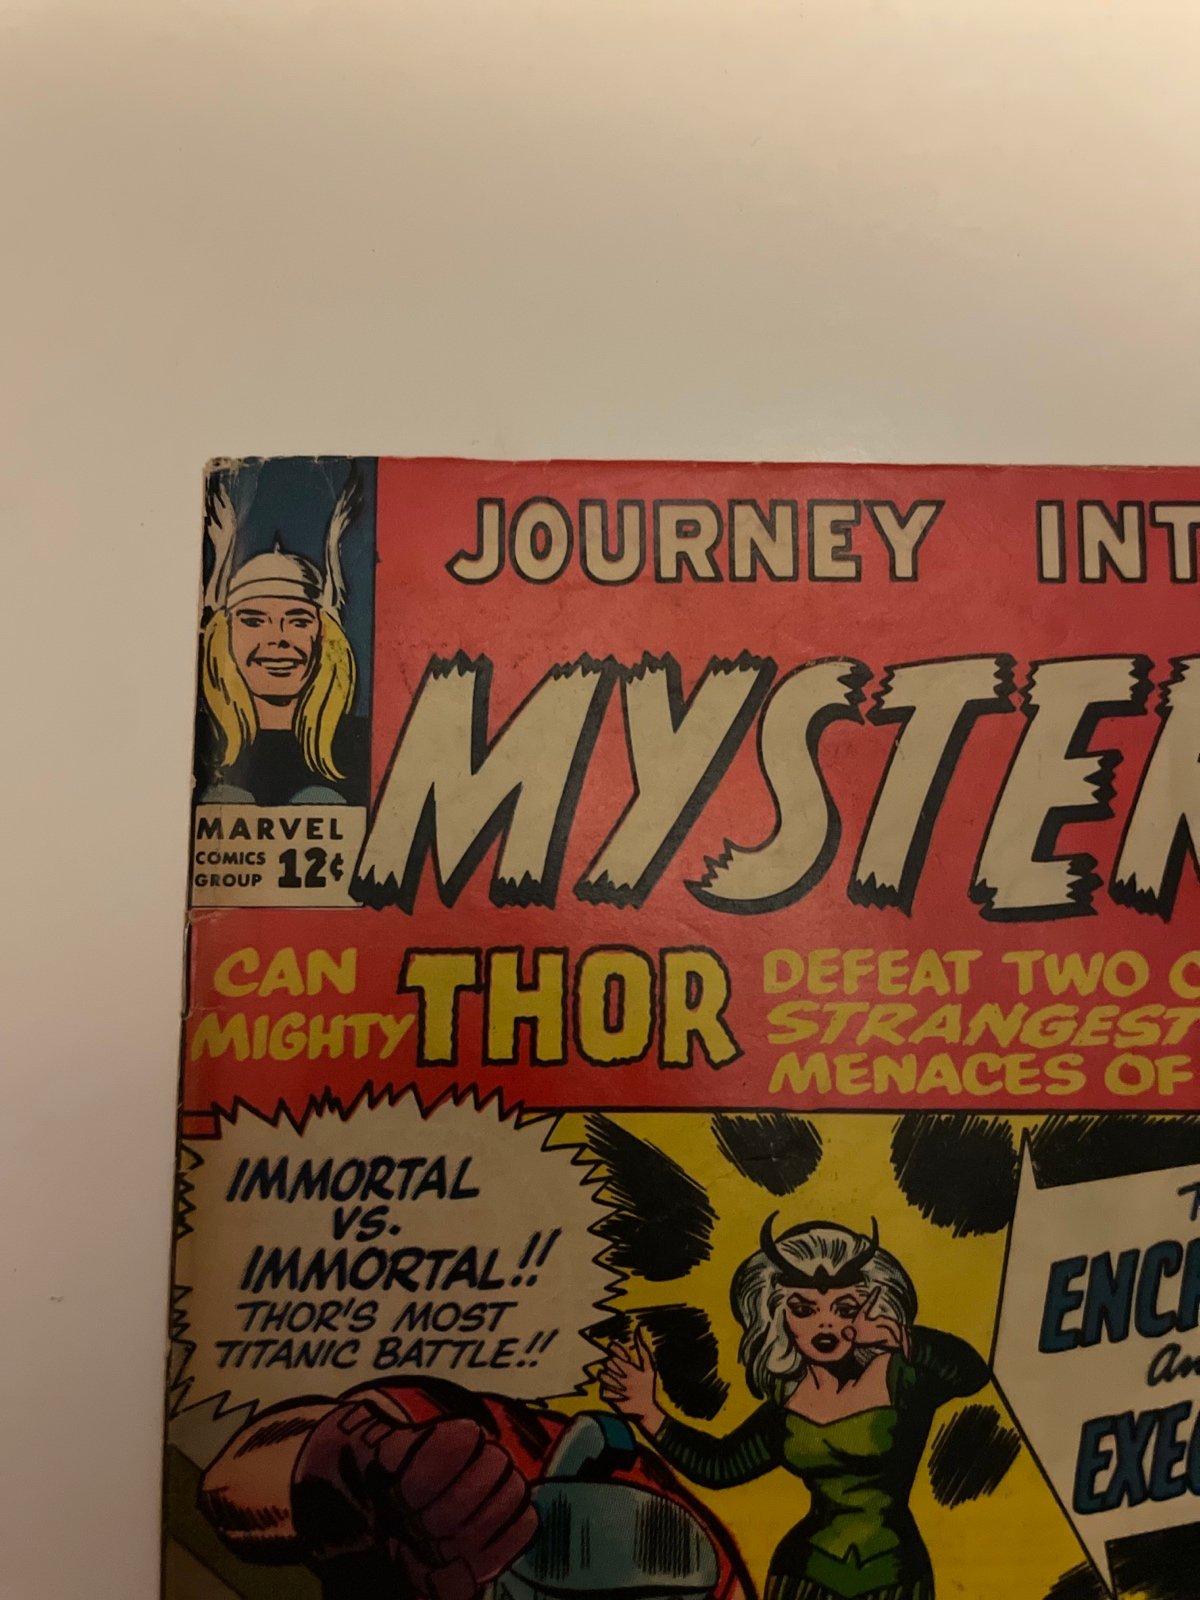 JOURNEY
MARVEL
COMICS
GROUP 12¢
CAN
MIGHTY THOR
DEFEAT TWO
STRANGEST
MENACES OF
IMMORTAL
VS.
IMMORTAL!!
THOR'S MOST
TITANIC BATTLE!!